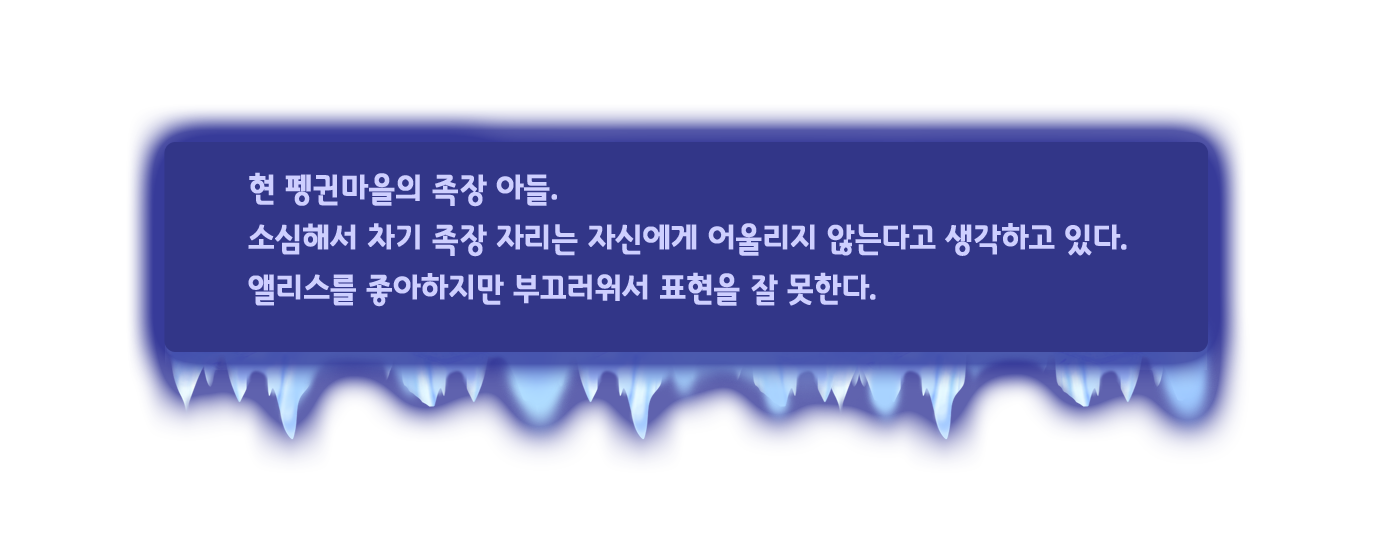 현 펭귄마을의 족장 아들.
소심해서 차기 족장 자리는 자신에게 어울리지 않는다고 생각하고 있다.
앨리스를 좋아하지만 부끄러워서 표현을 잘 못한다.